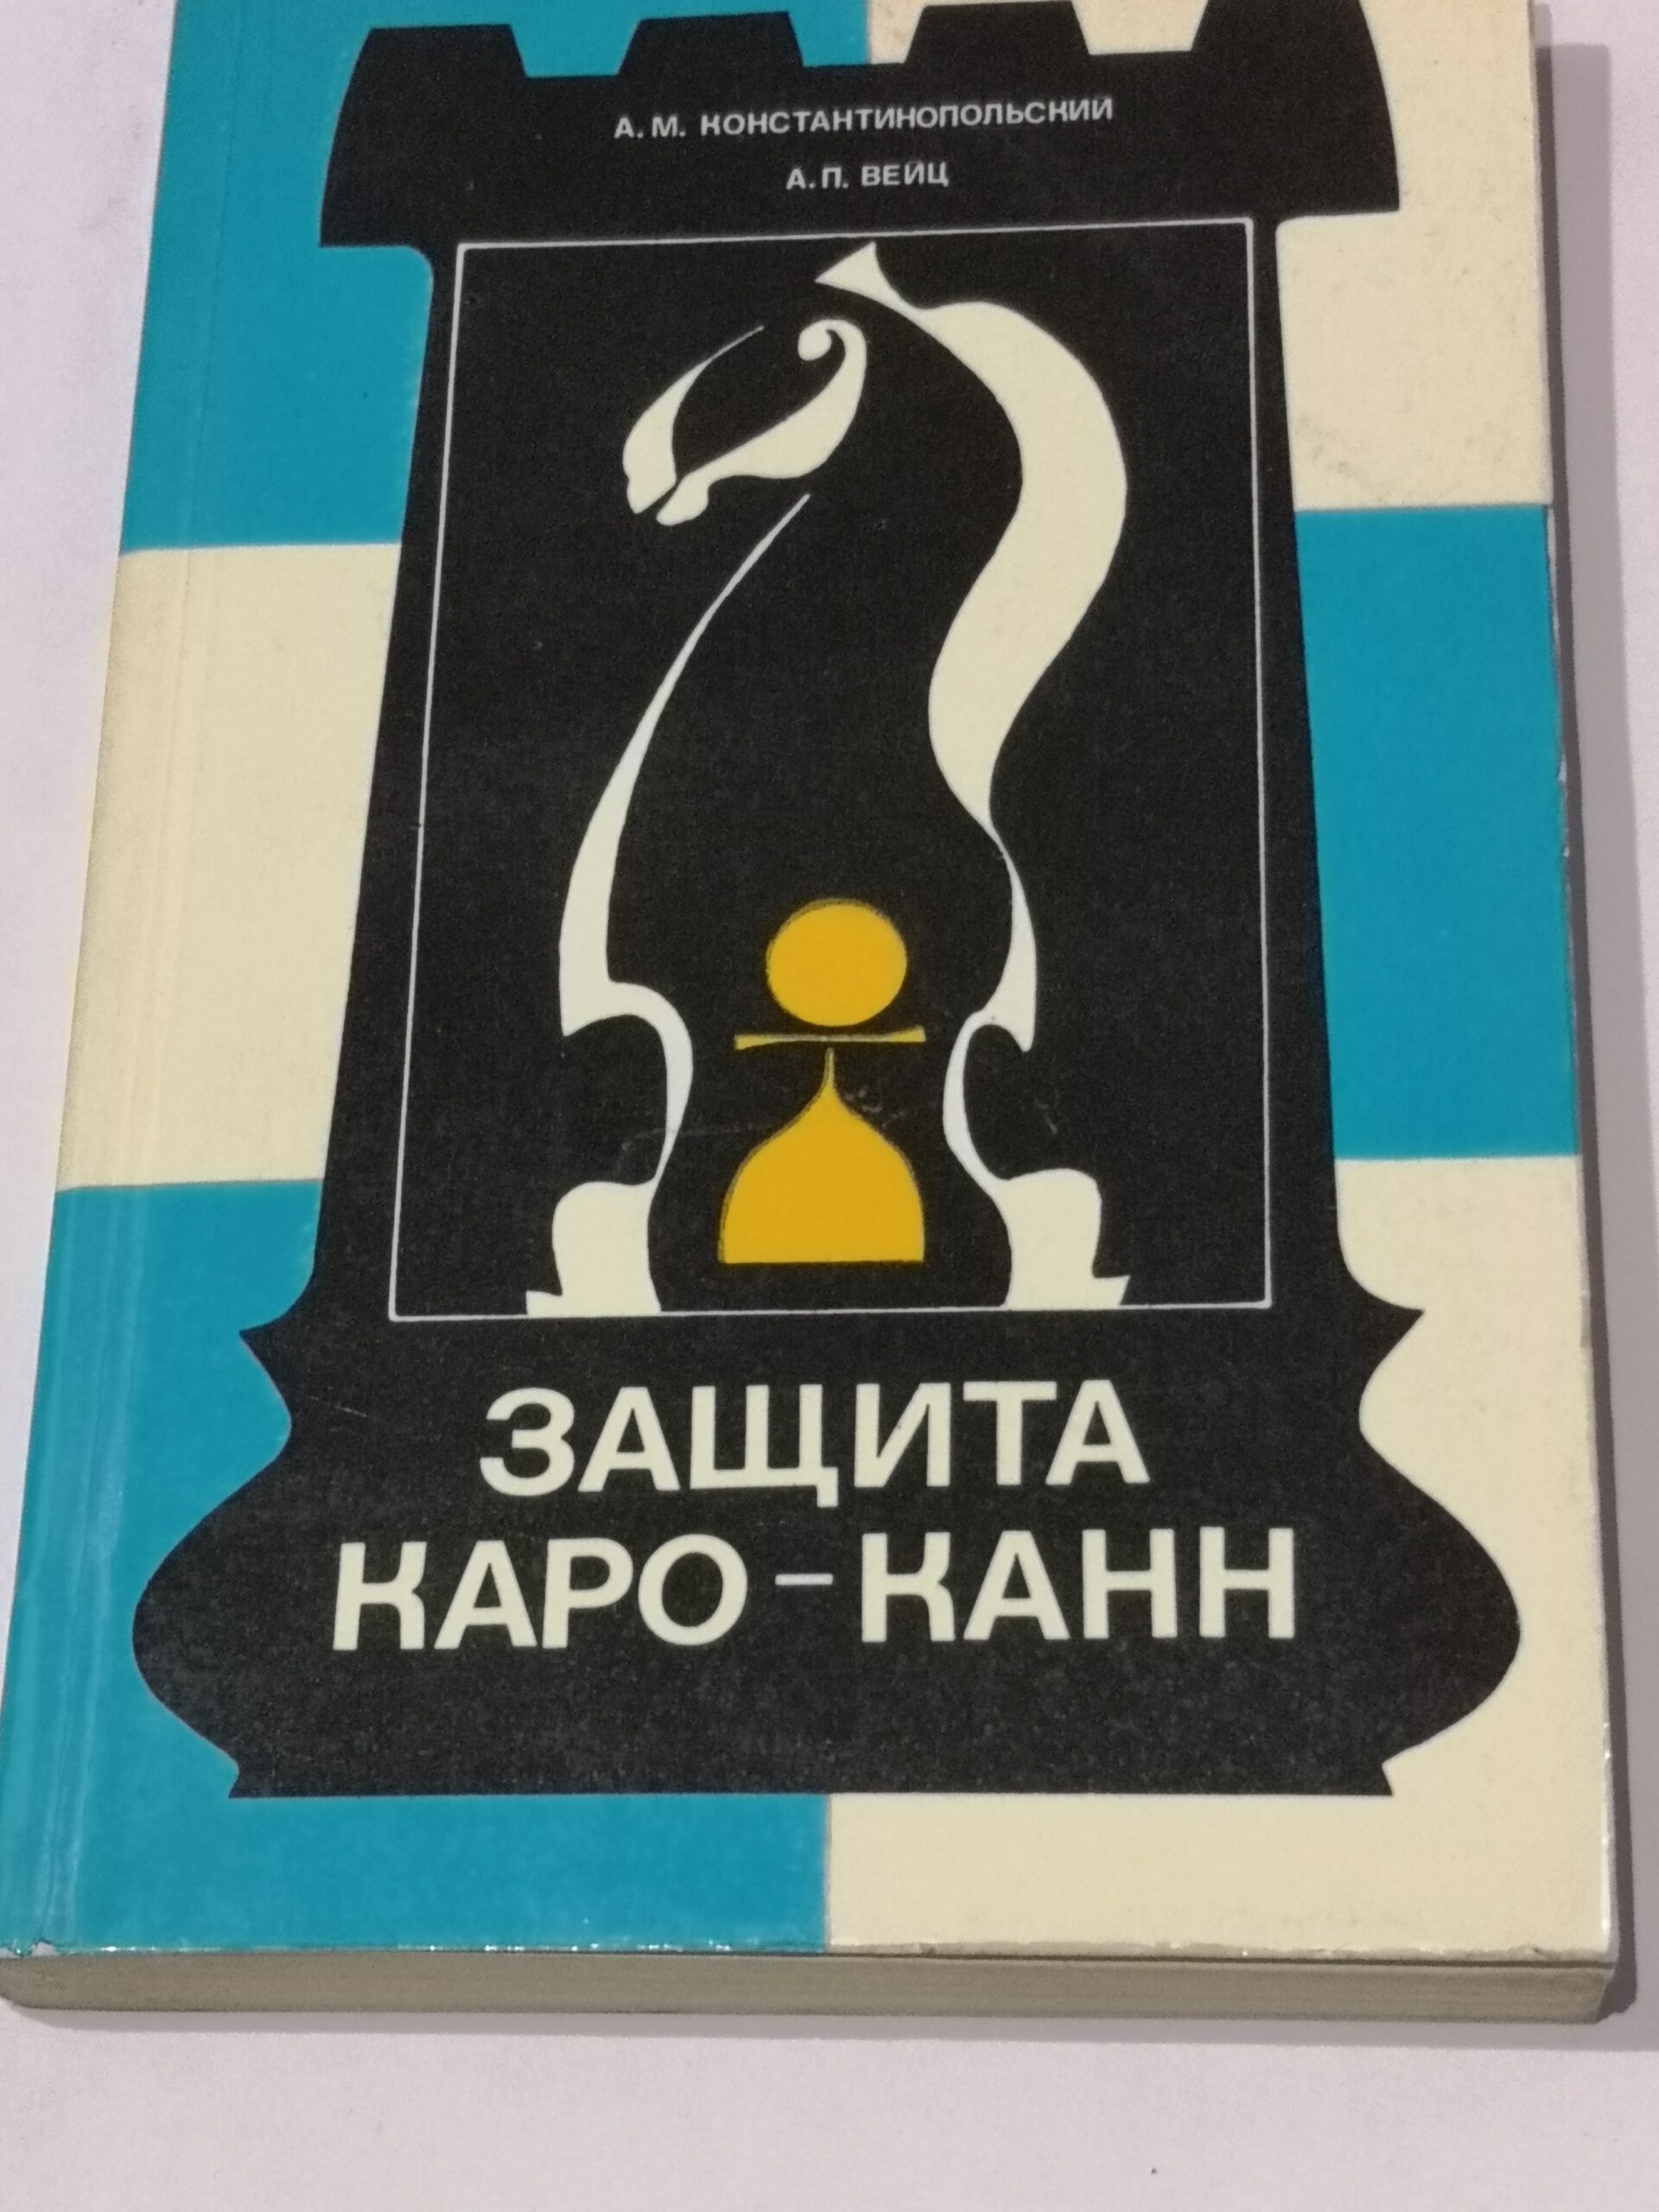 А. М. КОНСТАНТИНОПОЛЬСКИЙ
А. П. ВЕЙЦ
ЗАЩИТА
КАРО – КАНН